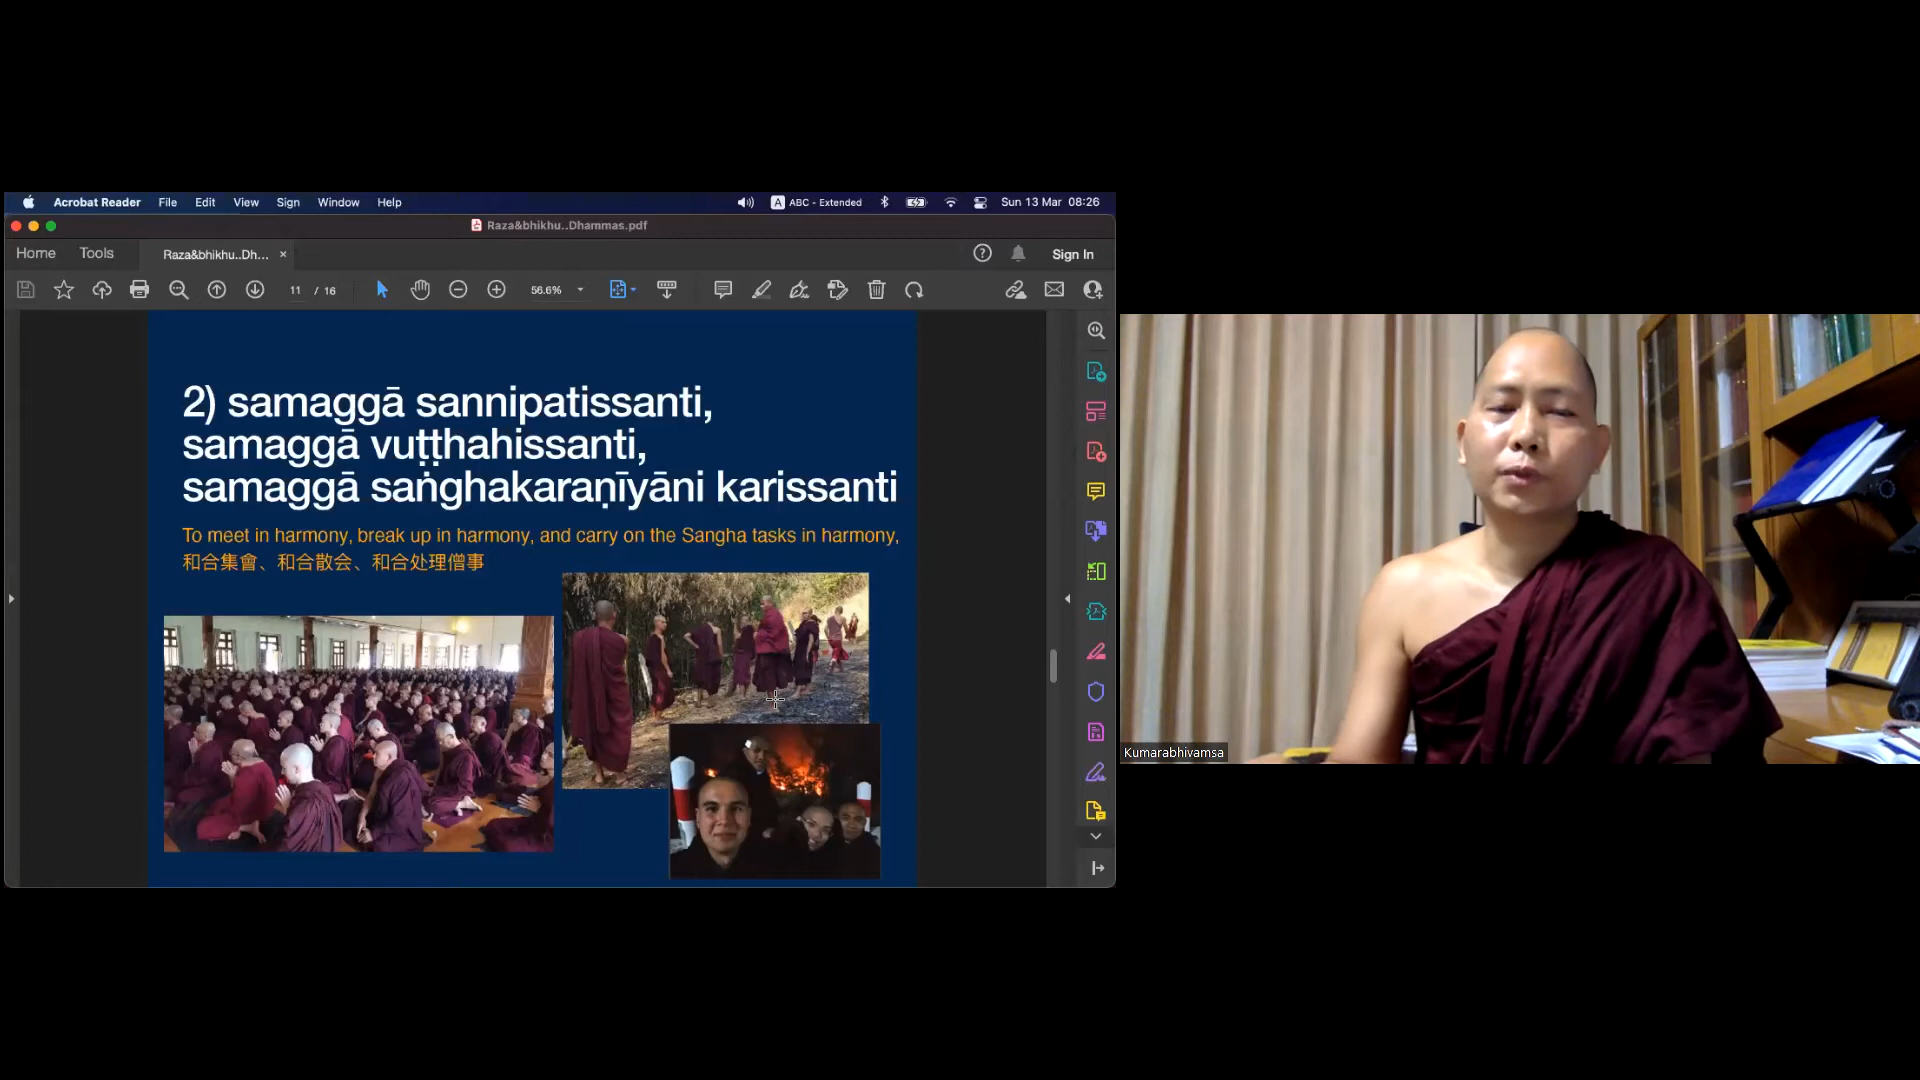 Acrobat Reader File Edit View Sign Window Help ABC - Extended Sun 13 Mar 08:26
Raza&bhikhu..Dhammas.pdf
Home Tools Raza&bhikhu..Dh... × Sign In
11 / 16 56.6%
2) samaggā sannipatissanti,
samaggā vuṭṭhahissanti,
samaggā saṅghakaraṇīyāni karissanti
To meet in harmony, break up in harmony, and carry on the Sangha tasks in harmony,
和合集會、和合散会、和合处理僧事
Kumarabhivamsa